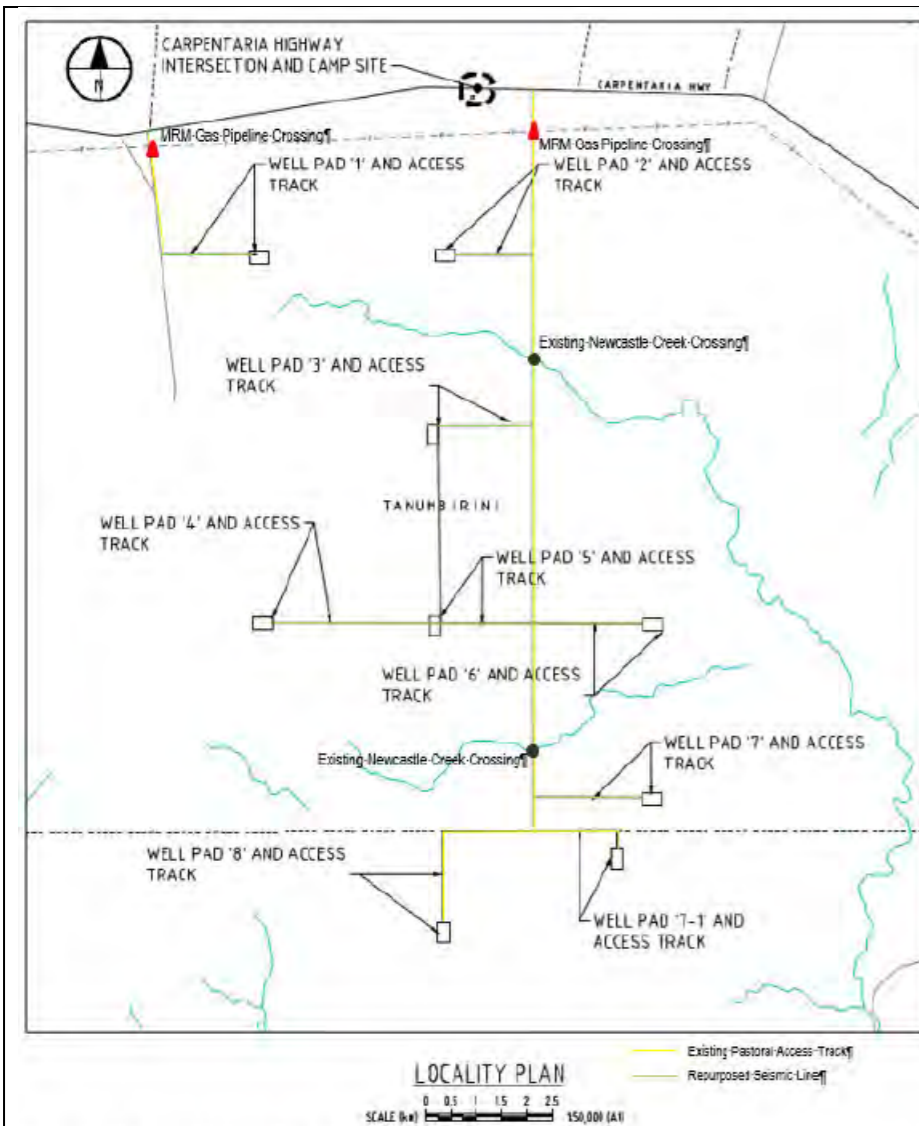 CARPENTARIA HIGHWAY
INTERSECTION AND CAMP SITE
N
CARPENTARIA HWY
MRM·Gas·Pipeline·Crossing¶
MRM·Gas·Pipeline·Crossing¶
WELL PAD '1' AND ACCESS
TRACK
WELL PAD '2' AND ACCESS
TRACK
Existing·Newcastle·Creek·Crossing¶
WELL PAD '3' AND ACCESS
TRACK
TANUMBIRINI
WELL PAD '4' AND ACCESS
TRACK
WELL PAD '5' AND ACCESS
TRACK
WELL PAD '6' AND ACCESS
TRACK
Existing·Newcastle·Creek·Crossing¶
WELL PAD '7' AND ACCESS
TRACK
WELL PAD '8' AND ACCESS
TRACK
WELL PAD '7-1' AND
ACCESS TRACK
Existing·Pastoral·Access·Track¶
Repurposed·Seismic·Line¶
LOCALITY PLAN
0 0.5 1 1.5 2 2.5
SCALE (km) 1:50,000 (A1)